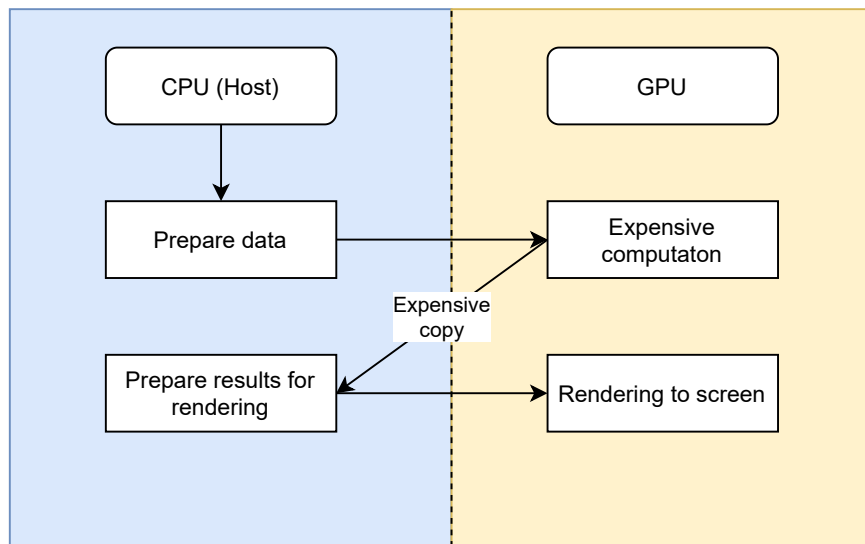 CPU (Host)
GPU
Prepare data
Expensive
computaton
Expensive
copy
Prepare results for
rendering
Rendering to screen